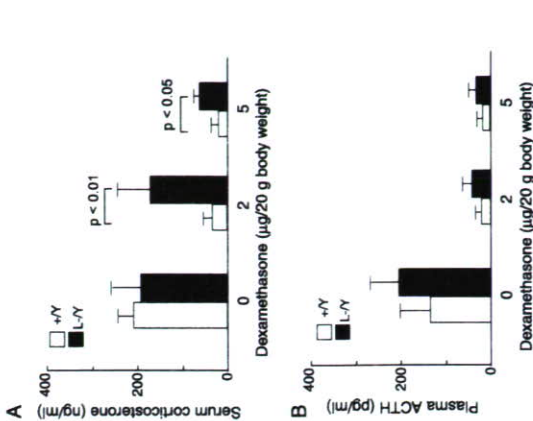 A
Serum corticosterone (ng/ml)
400
200
0
+/Y
L-/Y
p < 0.01
p < 0.05
0 2 5
Dexamethasone (µg/20 g body weight)
B
Plasma ACTH (pg/ml)
400
200
0
+/Y
L-/Y
0 2 5
Dexamethasone (µg/20 g body weight)